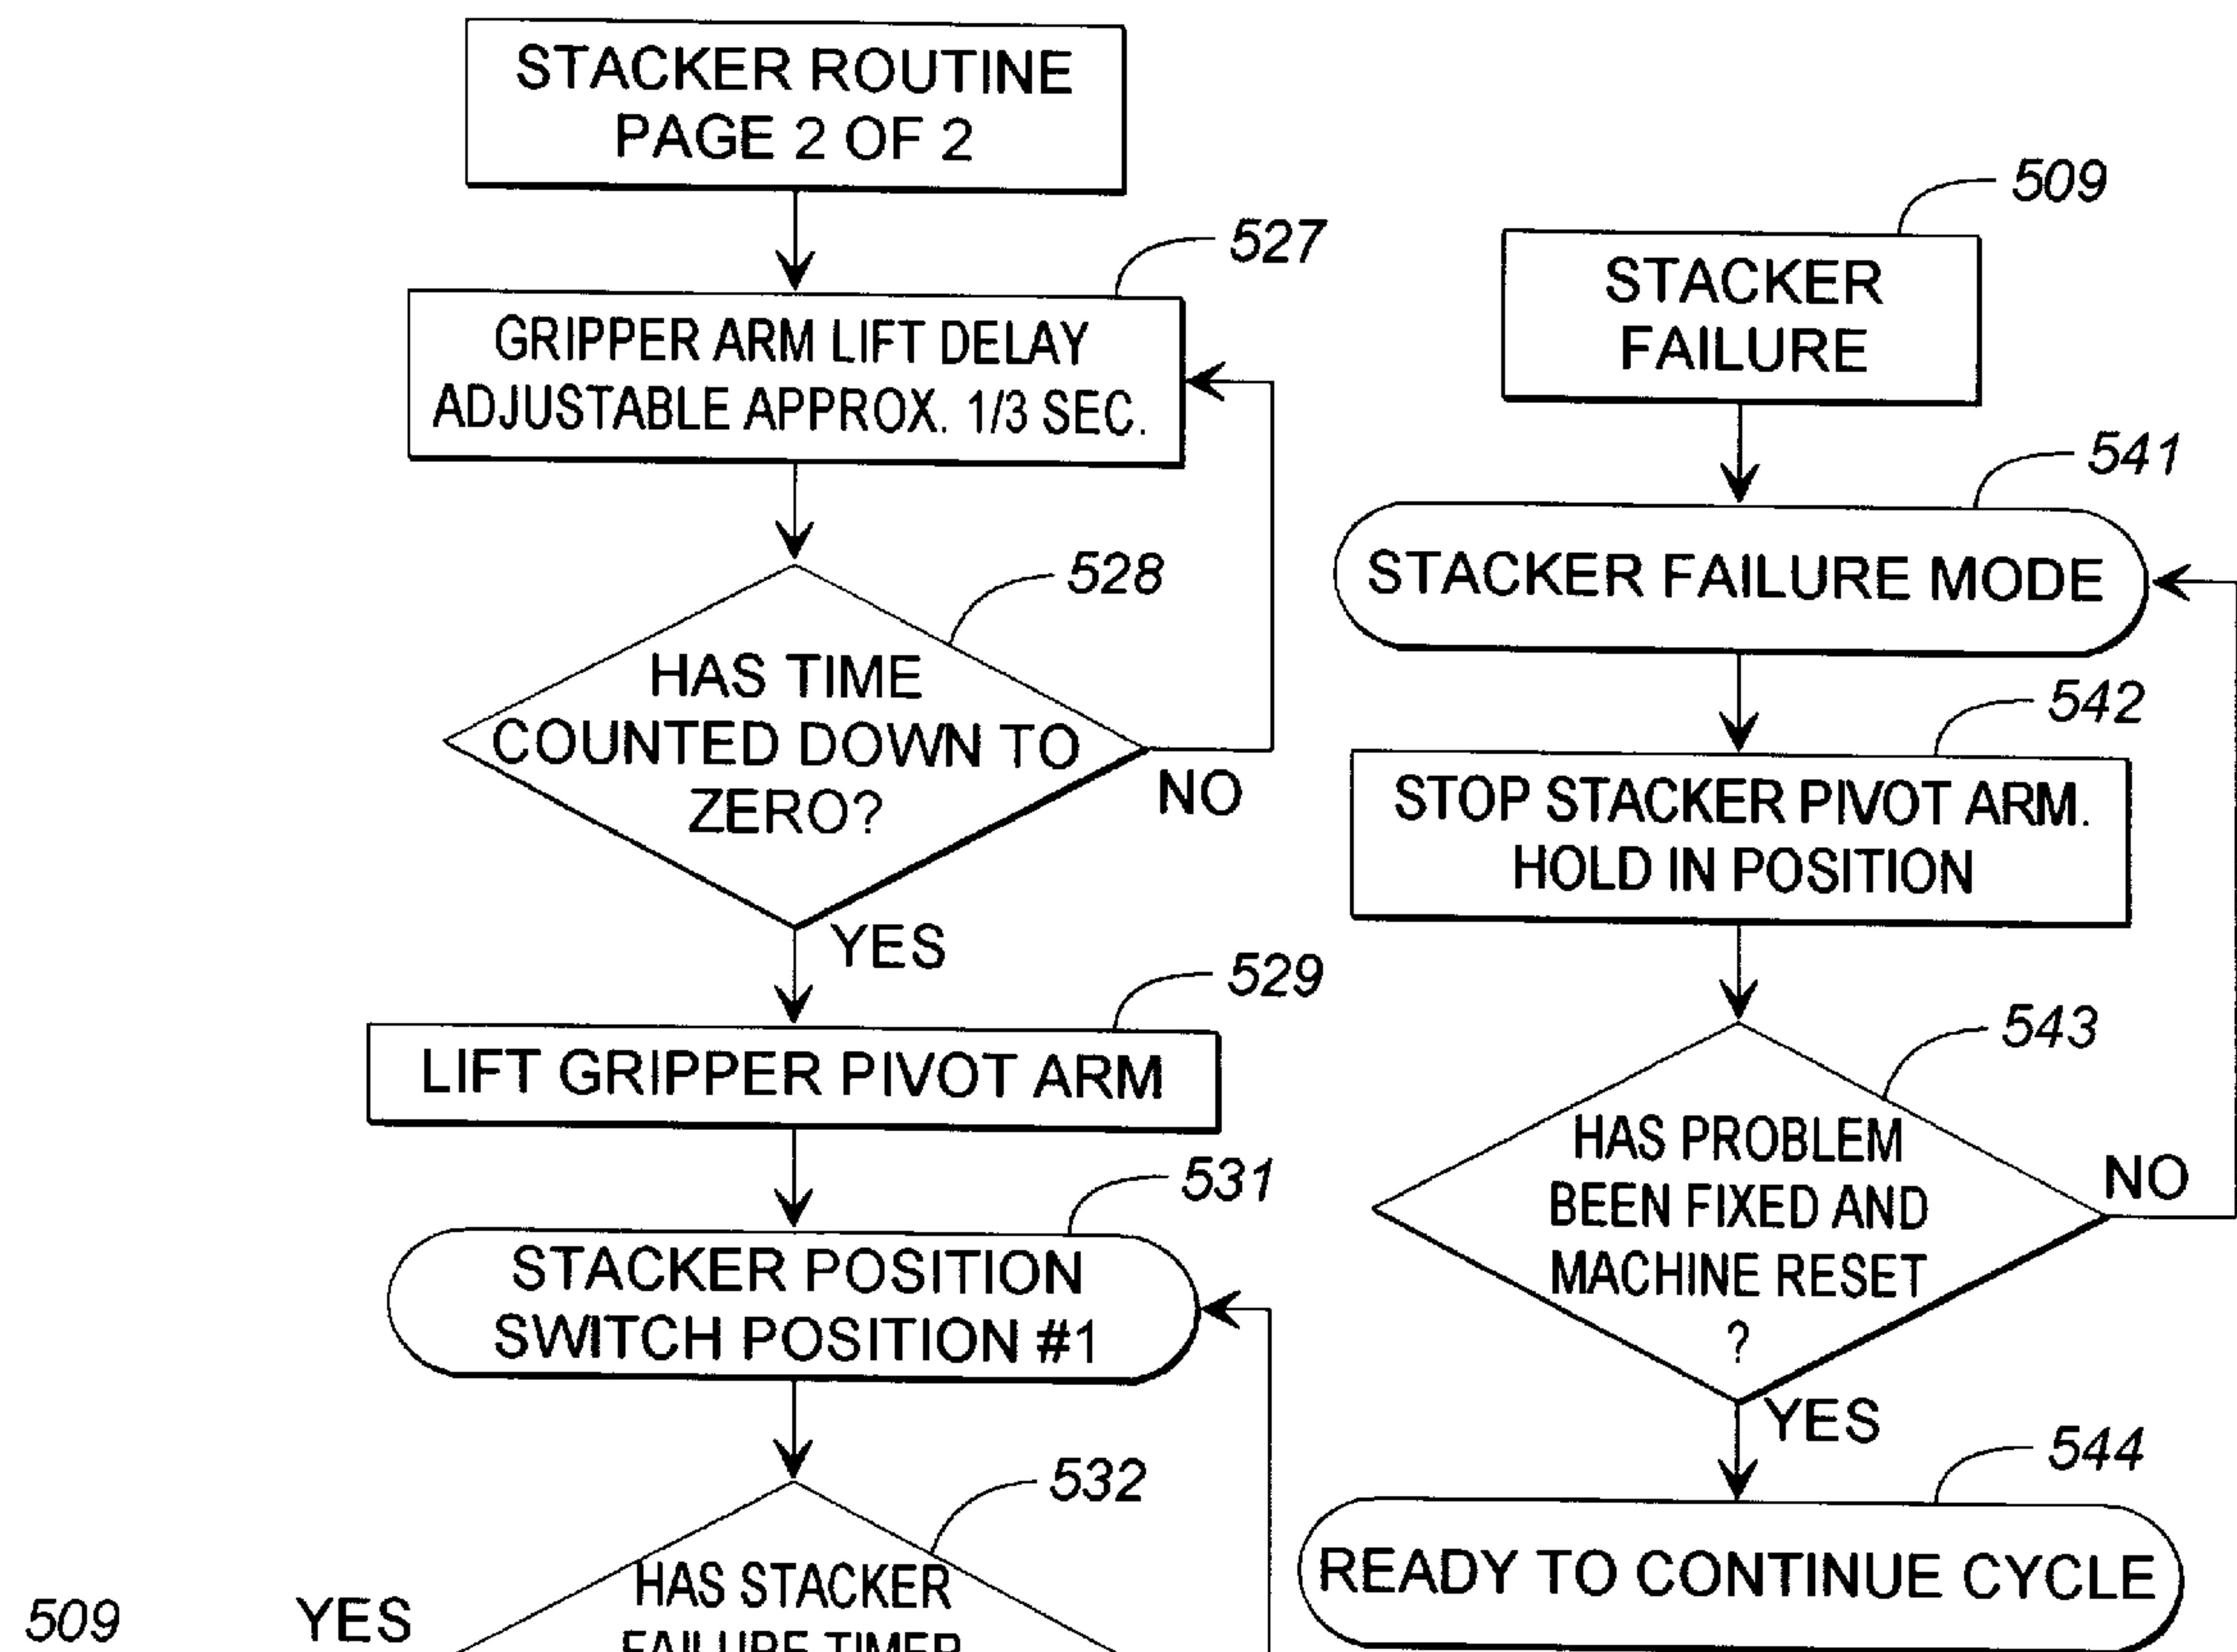 STACKER ROUTINE
PAGE 2 OF 2
527
GRIPPER ARM LIFT DELAY
ADJUSTABLE APPROX. 1/3 SEC.
528
HAS TIME
COUNTED DOWN TO
ZERO?
NO
YES
529
LIFT GRIPPER PIVOT ARM
531
STACKER POSITION
SWITCH POSITION #1
532
HAS STACKER
FAILURE TIMER
YES
509
509
STACKER
FAILURE
541
STACKER FAILURE MODE
542
STOP STACKER PIVOT ARM.
HOLD IN POSITION
543
HAS PROBLEM
BEEN FIXED AND
MACHINE RESET
?
NO
YES
544
READY TO CONTINUE CYCLE